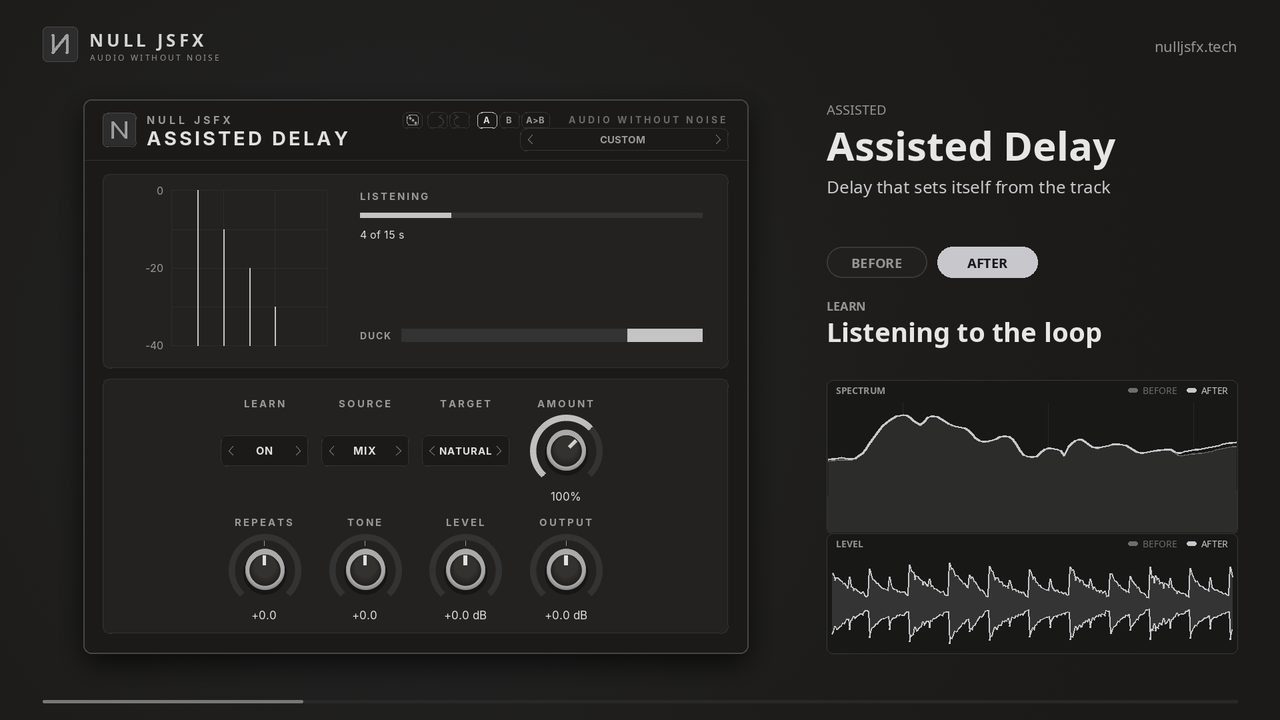 NULL JSFX
AUDIO WITHOUT NOISE
nulljsfx.tech
N
NULL JSFX
ASSISTED DELAY
A B A>B
AUDIO WITHOUT NOISE
CUSTOM
0
-20
-40
LISTENING
4 of 15 s
DUCK
LEARN SOURCE TARGET AMOUNT
ON MIX NATURAL
100%
REPEATS TONE LEVEL OUTPUT
+0.0 +0.0 +0.0 dB +0.0 dB
ASSISTED
Assisted Delay
Delay that sets itself from the track
BEFORE AFTER
LEARN
Listening to the loop
SPECTRUM BEFORE AFTER
LEVEL BEFORE AFTER